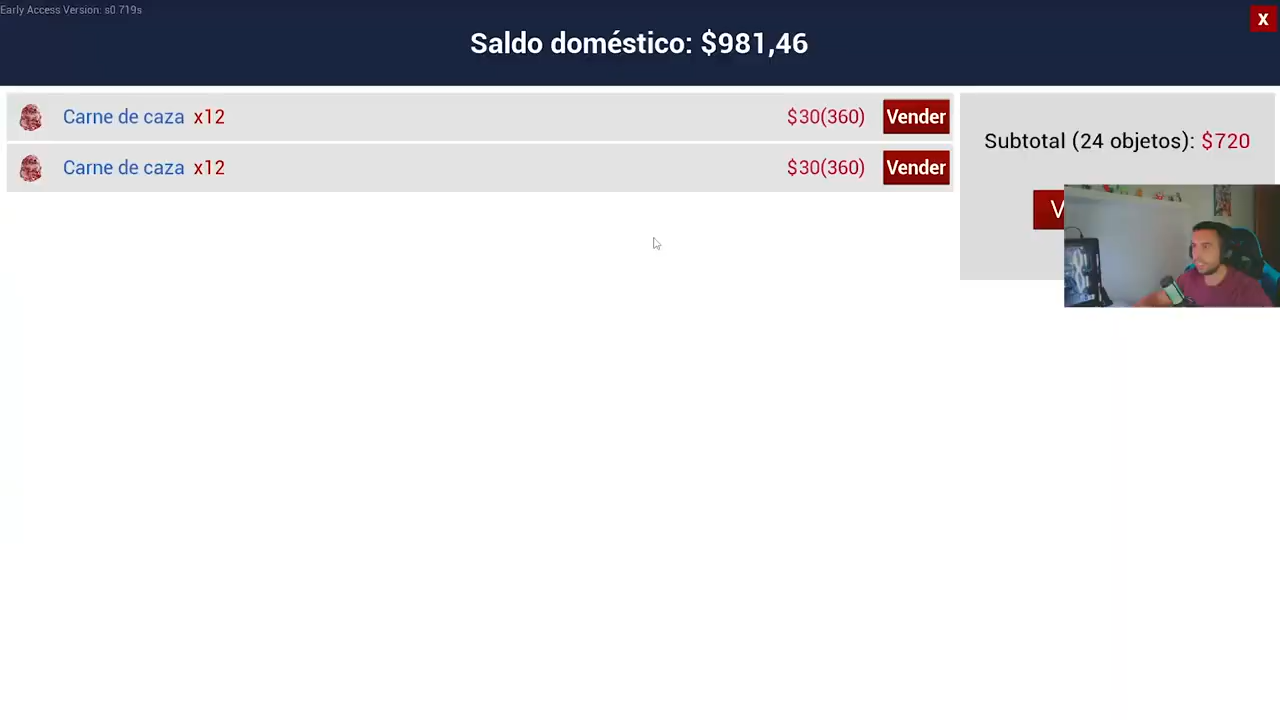 Early Access Version: s0.719s
X
Saldo doméstico: $981,46
Carne de caza x12 $30(360) Vender
Carne de caza x12 $30(360) Vender
Subtotal (24 objetos): $720